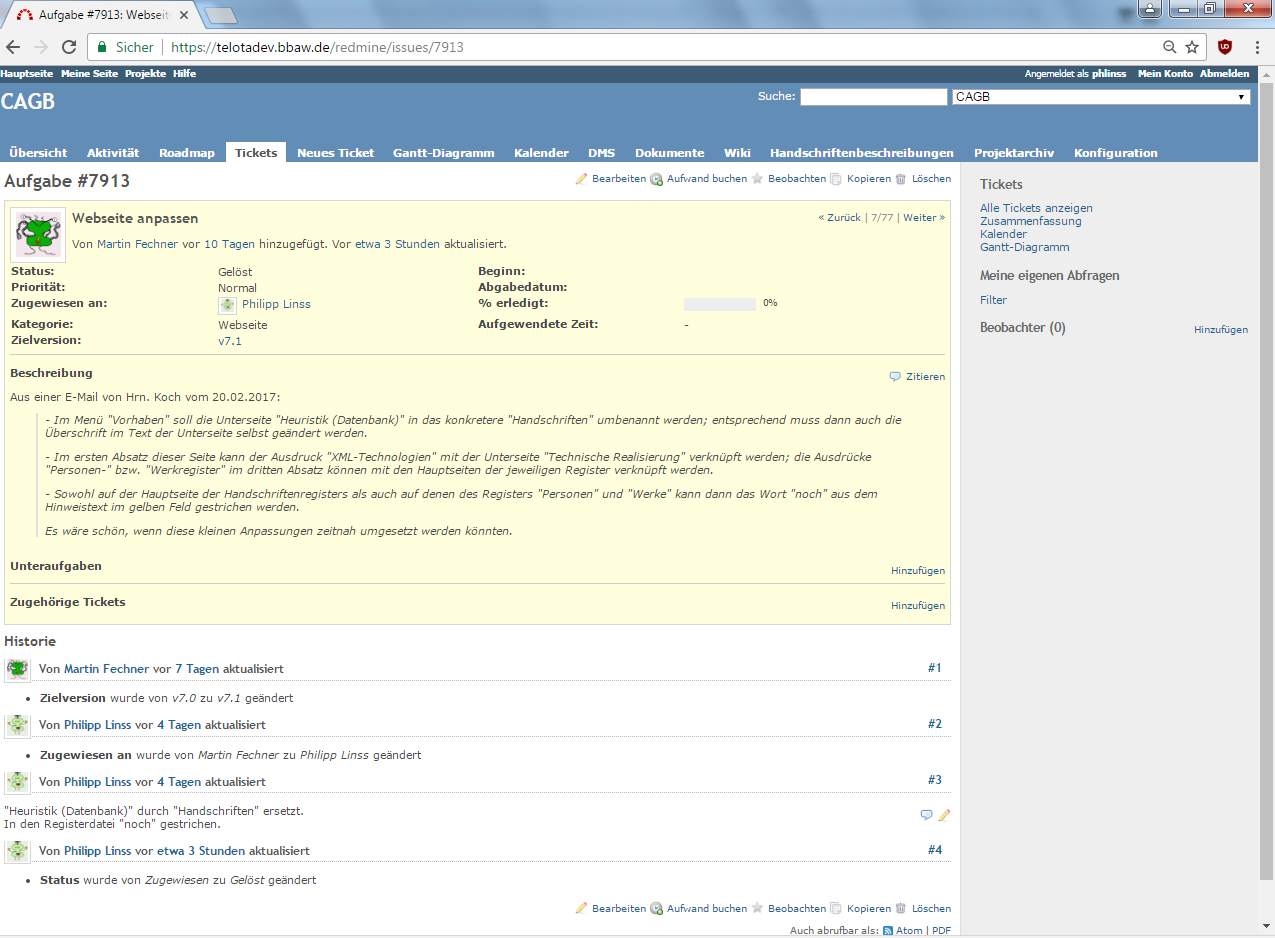 Aufgabe #7913: Webseit
Sicher
https://telotadev.bbaw.de/redmine/issues/7913
Hauptseite Meine Seite Projekte Hilfe
Angemeldet als phlinss Mein Konto Abmelden
CAGB
Suche:
CAGB
Übersicht Aktivität Roadmap Tickets Neues Ticket Gantt-Diagramm Kalender DMS Dokumente Wiki Handschriftenbeschreibungen Projektarchiv Konfiguration
Aufgabe #7913
Bearbeiten Aufwand buchen Beobachten Kopieren Löschen
Webseite anpassen
« Zurück | 7/77 | Weiter »
Von Martin Fechner vor 10 Tagen hinzugefügt. Vor etwa 3 Stunden aktualisiert.
Status: Gelöst Beginn:
Priorität: Normal Abgabedatum:
Zugewiesen an: Philipp Linss % erledigt: 0%
Kategorie: Webseite Aufgewendete Zeit: -
Zielversion: v7.1
Beschreibung
Zitieren
Aus einer E-Mail von Hrn. Koch vom 20.02.2017:
- Im Menü "Vorhaben" soll die Unterseite "Heuristik (Datenbank)" in das konkretere "Handschriften" umbenannt werden; entsprechend muss dann auch die
Überschrift im Text der Unterseite selbst geändert werden.
- Im ersten Absatz dieser Seite kann der Ausdruck "XML-Technologien" mit der Unterseite "Technische Realisierung" verknüpft werden; die Ausdrücke
"Personen-" bzw. "Werkregister" im dritten Absatz können mit den Hauptseiten der jeweiligen Register verknüpft werden.
- Sowohl auf der Hauptseite der Handschriftenregisters als auch auf denen des Registers "Personen" und "Werke" kann dann das Wort "noch" aus dem
Hinweistext im gelben Feld gestrichen werden.
Es wäre schön, wenn diese kleinen Anpassungen zeitnah umgesetzt werden könnten.
Unteraufgaben
Hinzufügen
Zugehörige Tickets
Hinzufügen
Historie
Von Martin Fechner vor 7 Tagen aktualisiert #1
• Zielversion wurde von v7.0 zu v7.1 geändert
Von Philipp Linss vor 4 Tagen aktualisiert #2
• Zugewiesen an wurde von Martin Fechner zu Philipp Linss geändert
Von Philipp Linss vor 4 Tagen aktualisiert #3
"Heuristik (Datenbank)" durch "Handschriften" ersetzt.
In den Registerdatei "noch" gestrichen.
Von Philipp Linss vor etwa 3 Stunden aktualisiert #4
• Status wurde von Zugewiesen zu Gelöst geändert
Bearbeiten Aufwand buchen Beobachten Kopieren Löschen
Auch abrufbar als: Atom | PDF
Tickets
Alle Tickets anzeigen
Zusammenfassung
Kalender
Gantt-Diagramm
Meine eigenen Abfragen
Filter
Beobachter (0)
Hinzufügen